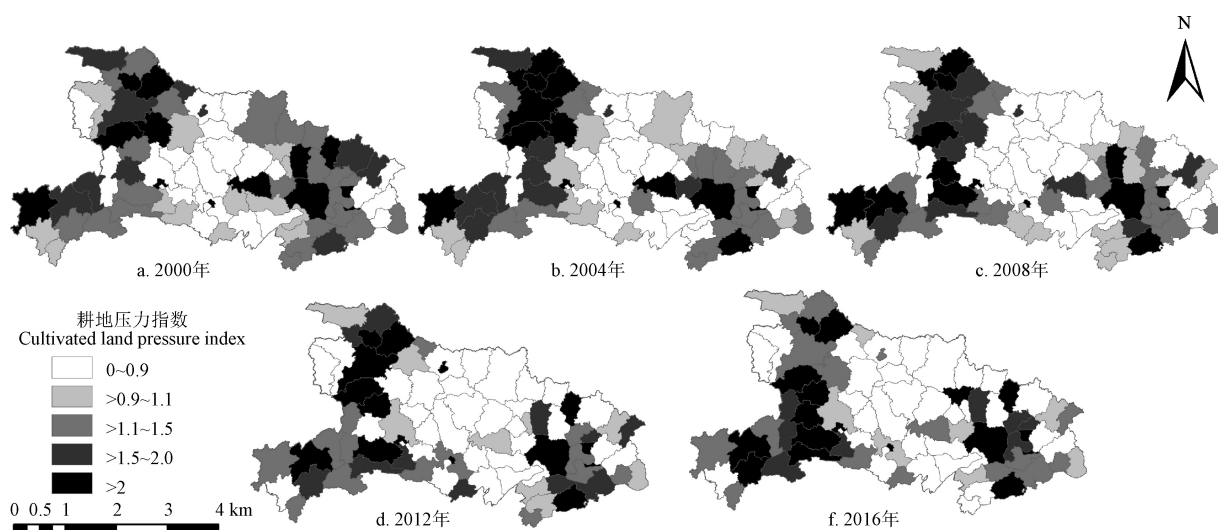 N
a. 2000年
b. 2004年
c. 2008年
耕地压力指数
Cultivated land pressure index
0~0.9
>0.9~1.1
>1.1~1.5
>1.5~2.0
>2
0 0.5 1 2 3 4 km
d. 2012年
f. 2016年